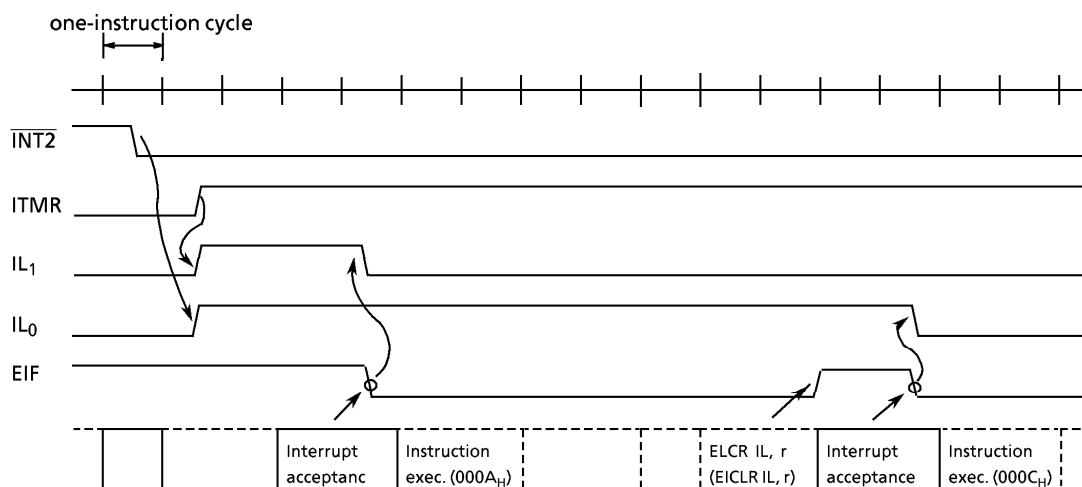 one-instruction cycle
INT2
ITMR
IL1
IL0
EIF
Interrupt
acceptanc
Instruction
exec. (000AH)
ELCR IL, r
(EICLR IL, r)
Interrupt
acceptance
Instruction
exec. (000CH)